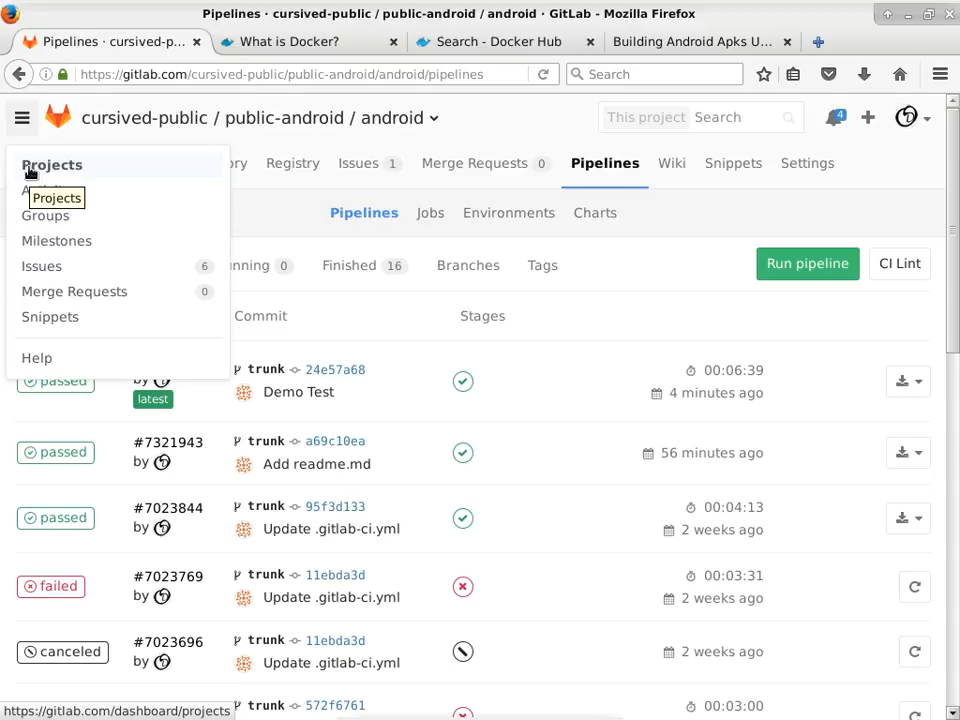 Pipelines · cursived-public / public-android / android · GitLab - Mozilla Firefox
Pipelines · cursived-p...
What is Docker?
Search - Docker Hub
Building Android Apks U...
https://gitlab.com/cursived-public/public-android/android/pipelines
Search
cursived-public / public-android / android
This project Search
4
Projects
Projects
Groups
Milestones
Issues 6
Merge Requests 0
Snippets
Help
ory
Registry
Issues 1
Merge Requests 0
Pipelines
Wiki
Snippets
Settings
Pipelines
Jobs
Environments
Charts
nning 0
Finished 16
Branches
Tags
Run pipeline
CI Lint
Commit
Stages
passed
by
latest
trunk 24e57a68
Demo Test
00:06:39
4 minutes ago
passed
#7321943
by
trunk a69c10ea
Add readme.md
56 minutes ago
passed
#7023844
by
trunk 95f3d133
Update .gitlab-ci.yml
00:04:13
2 weeks ago
failed
#7023769
by
trunk 11ebda3d
Update .gitlab-ci.yml
00:03:31
2 weeks ago
canceled
#7023696
by
trunk 11ebda3d
Update .gitlab-ci.yml
2 weeks ago
trunk 572f6761
00:03:00
https://gitlab.com/dashboard/projects